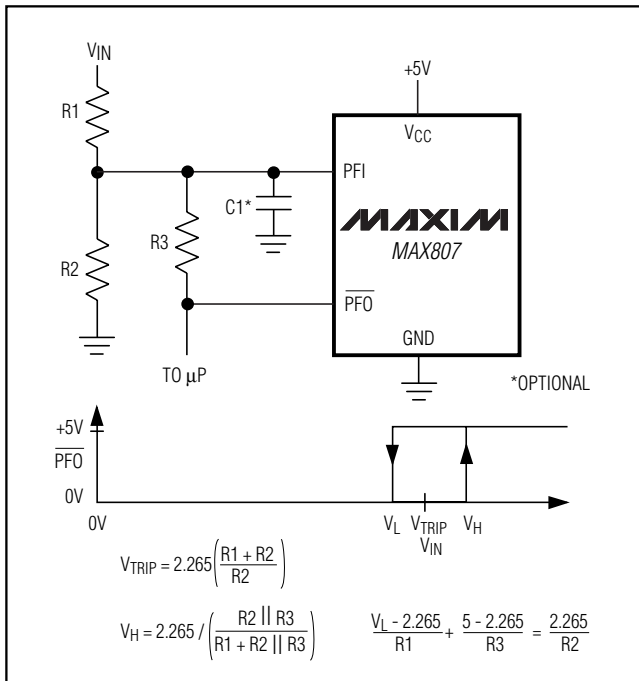 VIN
R1
+5V
VCC
PFI
C1*
MAXIM
MAX807
R3
R2
PFO
GND
TO μP
*OPTIONAL
+5V
PFO
0V
0V
VL
VTRIP
VH
VIN
VTRIP = 2.265(R1 + R2 / R2)
VH = 2.265 / (R2 || R3 / R1 + R2 || R3)
VL - 2.265 / R1 + 5 - 2.265 / R3 = 2.265 / R2